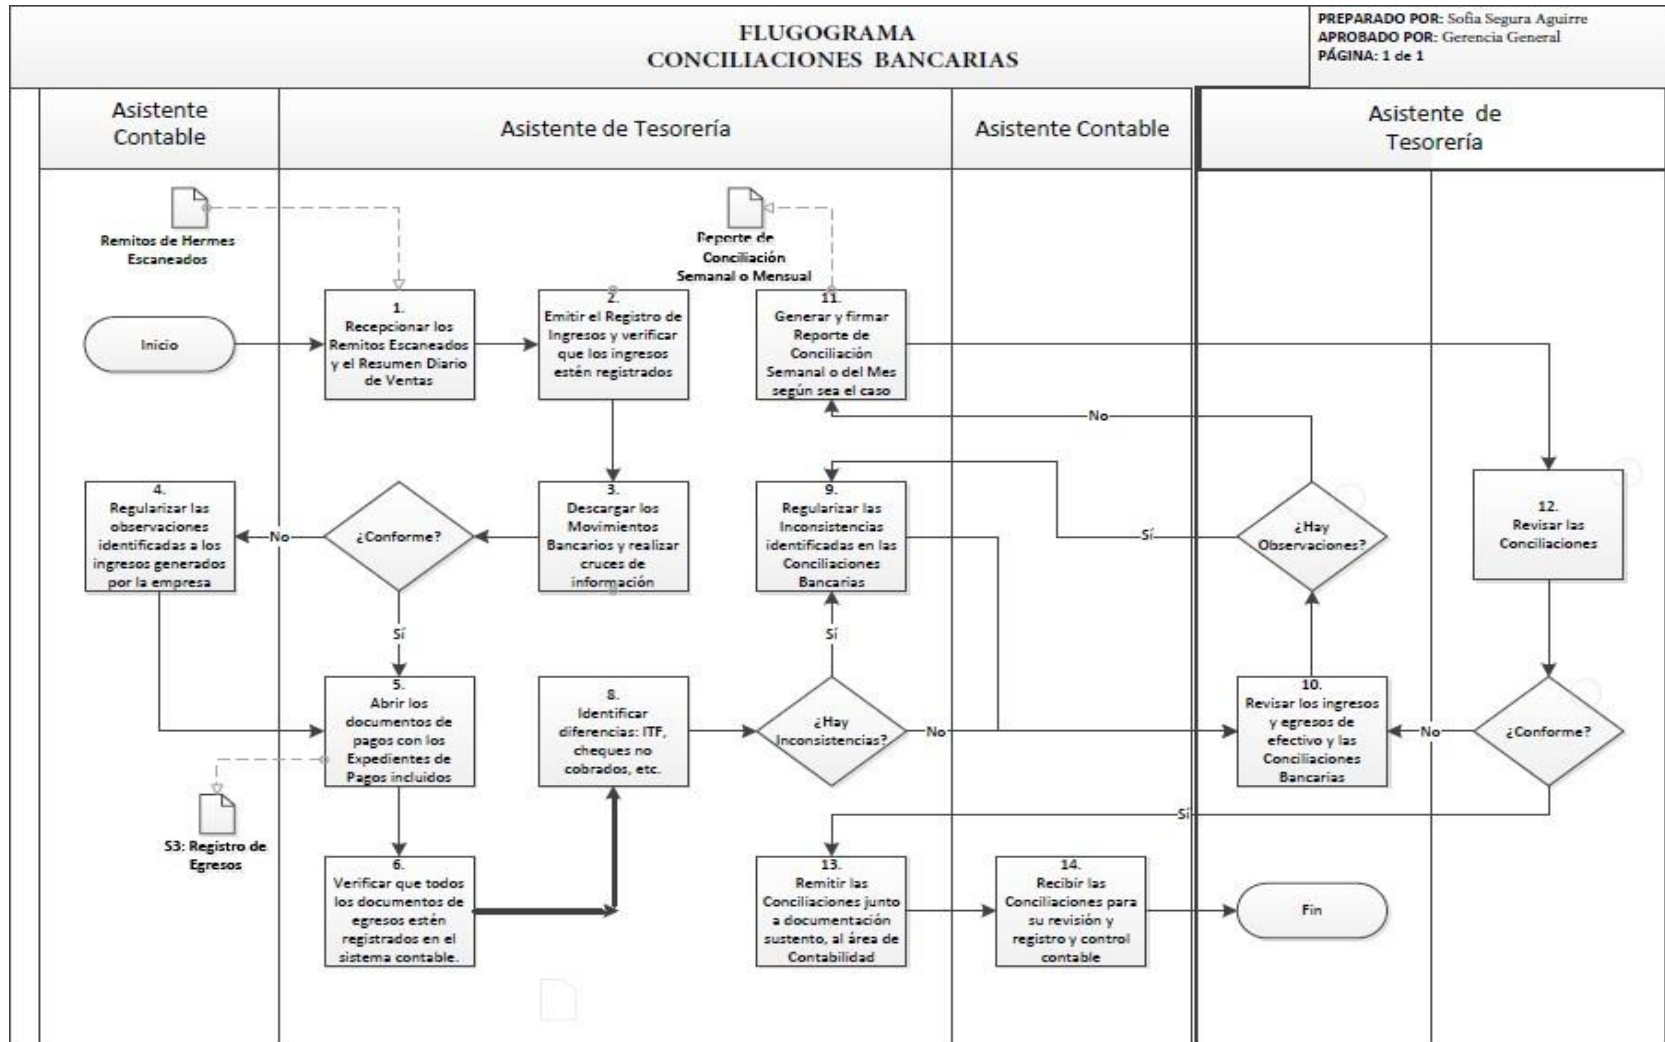 FLUGOGRAMA
CONCILIACIONES BANCARIAS
PREPARADO POR: Sofia Segura Aguirre
APROBADO POR: Gerencia General
PÁGINA: 1 de 1
Asistente
Contable
Asistente de Tesorería
Asistente Contable
Asistente de
Tesorería
Remitos de Hermes
Escaneados
Reporte de
Conciliación
Semanal o Mensual
Inicio
1.
Recepcionar los
Remitos Escaneados
y el Resumen Diario
de Ventas
2.
Emitir el Registro de
Ingresos y verificar
que los ingresos
estén registrados
11.
Generar y firmar
Reporte de
Conciliación
Semanal o del Mes
según sea el caso
No
4.
Regularizar las
observaciones
identificadas a los
ingresos generados
por la empresa
No
¿Conforme?
3.
Descargar los
Movimientos
Bancarios y realizar
cruces de
información
9.
Regularizar las
Inconsistencias
identificadas en las
Conciliaciones
Bancarias
Sí
¿Hay
Observaciones?
12.
Revisar las
Conciliaciones
Sí
Sí
5.
Abrir los
documentos de
pagos con los
Expedientes de
Pagos incluidos
8.
Identificar
diferencias: ITF,
cheques no
cobrados, etc.
¿Hay
Inconsistencias?
No
10.
Revisar los ingresos
y egresos de
efectivo y las
Conciliaciones
Bancarias
No
¿Conforme?
S3: Registro de
Egresos
Sí
6.
Verificar que todos
los documentos de
egresos estén
registrados en el
sistema contable.
13.
Remitir las
Conciliaciones junto
a documentación
sustento, al área de
Contabilidad
14.
Recibir las
Conciliaciones para
su revisión y
registro y control
contable
Fin